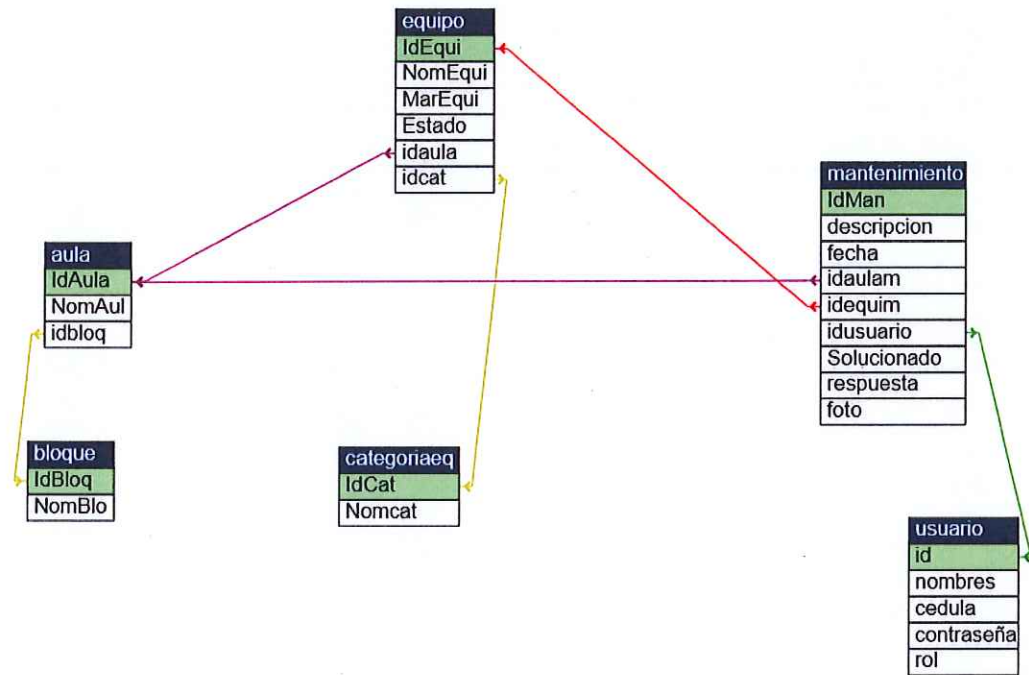 equipo
IdEqui
NomEqui
MarEqui
Estado
idaula
idcat
mantenimiento
IdMan
descripcion
fecha
idaulam
idequim
idusuario
Solucionado
respuesta
foto
aula
IdAula
NomAul
idbloq
bloque
IdBloq
NomBlo
categoriaeq
IdCat
Nomcat
usuario
id
nombres
cedula
contraseña
rol